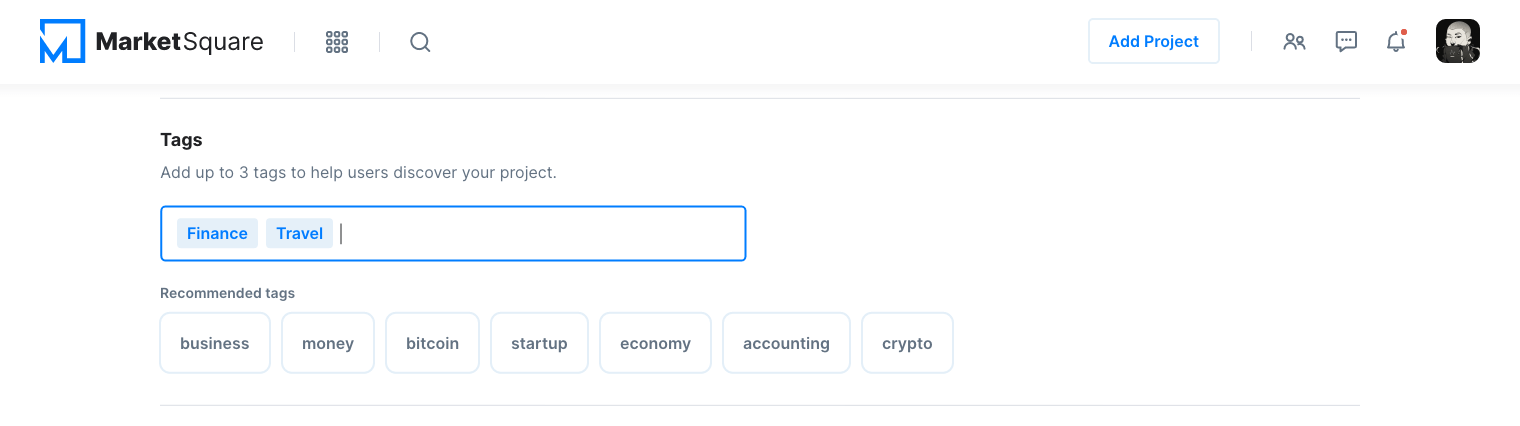 MarketSquare
Add Project
Tags
Add up to 3 tags to help users discover your project.
Finance Travel
Recommended tags
business money bitcoin startup economy accounting crypto